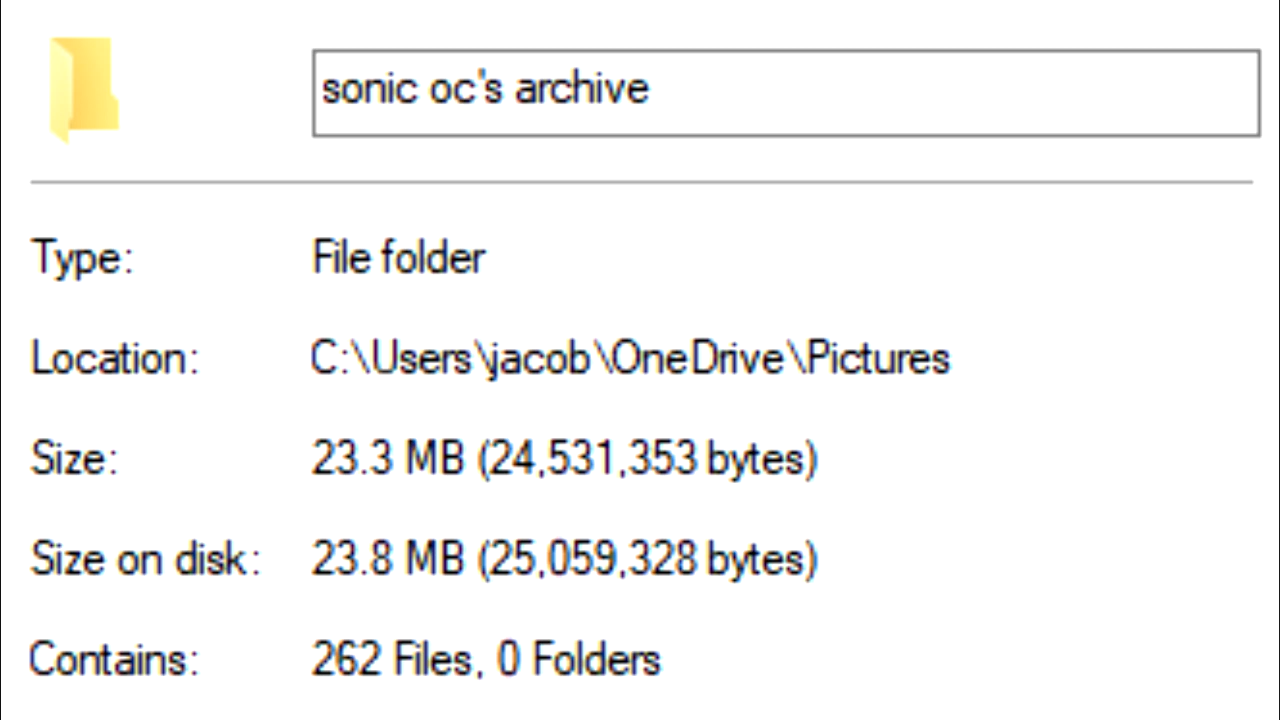 sonic oc's archive
Type: File folder
Location: C:\Users\jacob\OneDrive\Pictures
Size: 23.3 MB (24,531,353 bytes)
Size on disk: 23.8 MB (25,059,328 bytes)
Contains: 262 Files, 0 Folders